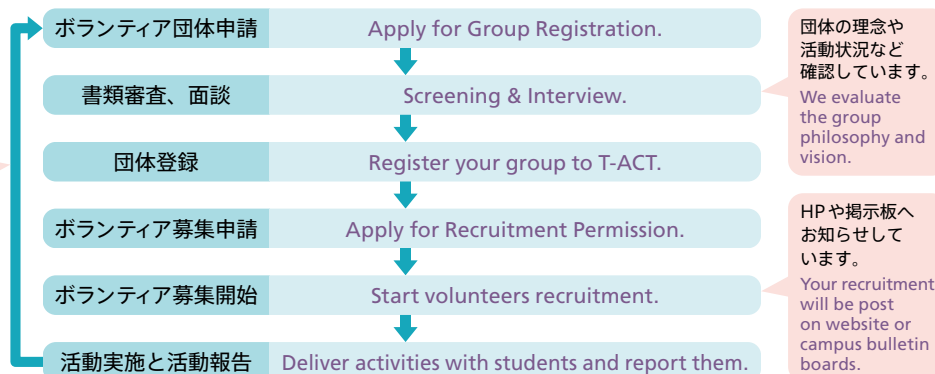 ボランティア団体申請 Apply for Group Registration.
書類審査、面談 Screening & Interview.
団体登録 Register your group to T-ACT.
ボランティア募集申請 Apply for Recruitment Permission.
ボランティア募集開始 Start volunteers recruitment.
活動実施と活動報告 Deliver activities with students and report them.
団体の理念や
活動状況など
確認しています。
We evaluate
the group
philosophy and
vision.
HPや掲示板へ
お知らせして
います。
Your recruitment
will be post
on website or
campus bulletin
boards.